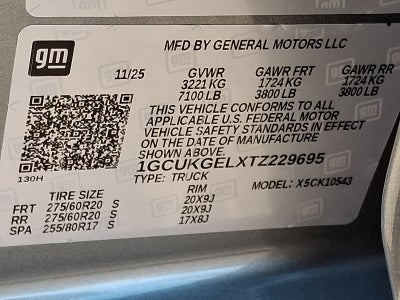 gm
MFD BY GENERAL MOTORS LLC
11/25 GVWR GAWR FRT GAWR RR
3221 KG 1724 KG 1724 KG
7100 LB 3800 LB 3800 LB
THIS VEHICLE CONFORMS TO ALL
APPLICABLE U.S. FEDERAL MOTOR
VEHICLE SAFETY STANDARDS IN EFFECT
ON THE DATE OF MANUFACTURE
SHOWN ABOVE.
1GCUKGELXTZ229695
130H TYPE: TRUCK MODEL: X5CK10543
TIRE SIZE RIM
FRT 275/60R20 S 20X9J
RR 275/60R20 S 20X9J
SPA 255/80R17 S 17X8J